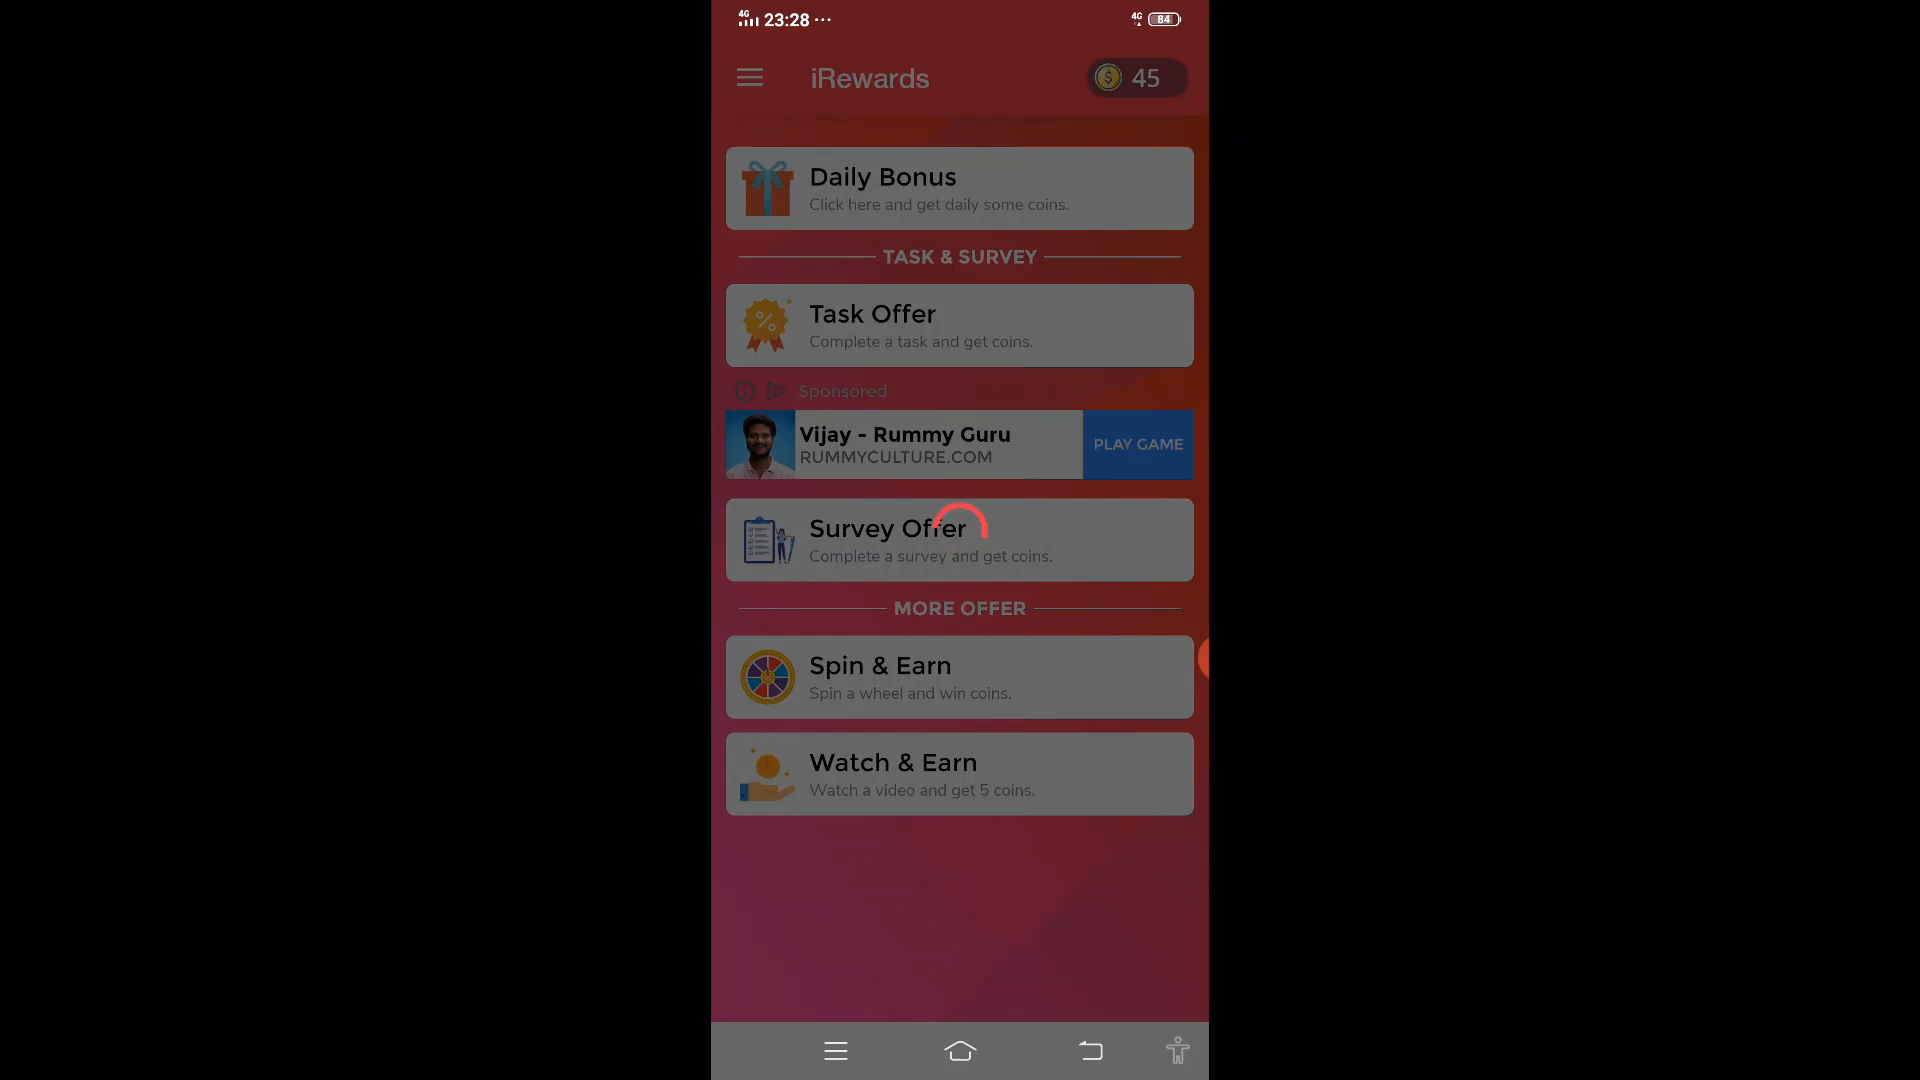 4G 23:28 ... 4G 84
iRewards 45
Daily Bonus
Click here and get daily some coins.
TASK & SURVEY
Task Offer
Complete a task and get coins.
Sponsored
Vijay - Rummy Guru
RUMMYCULTURE.COM
PLAY GAME
Survey Offer
Complete a survey and get coins.
MORE OFFER
Spin & Earn
Spin a wheel and win coins.
Watch & Earn
Watch a video and get 5 coins.